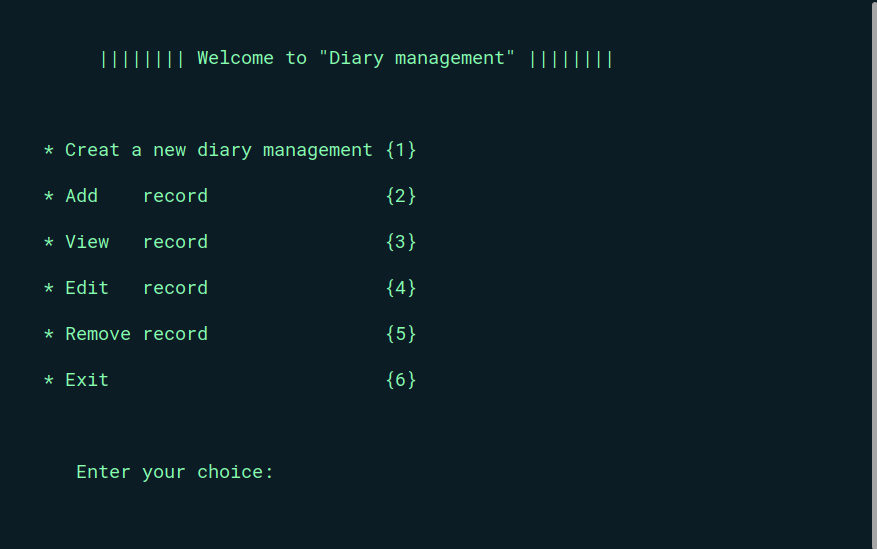 |||||||| Welcome to "Diary management" ||||||||
* Creat a new diary management {1}
* Add    record                {2}
* View   record                {3}
* Edit   record                {4}
* Remove record                {5}
* Exit                         {6}
Enter your choice: